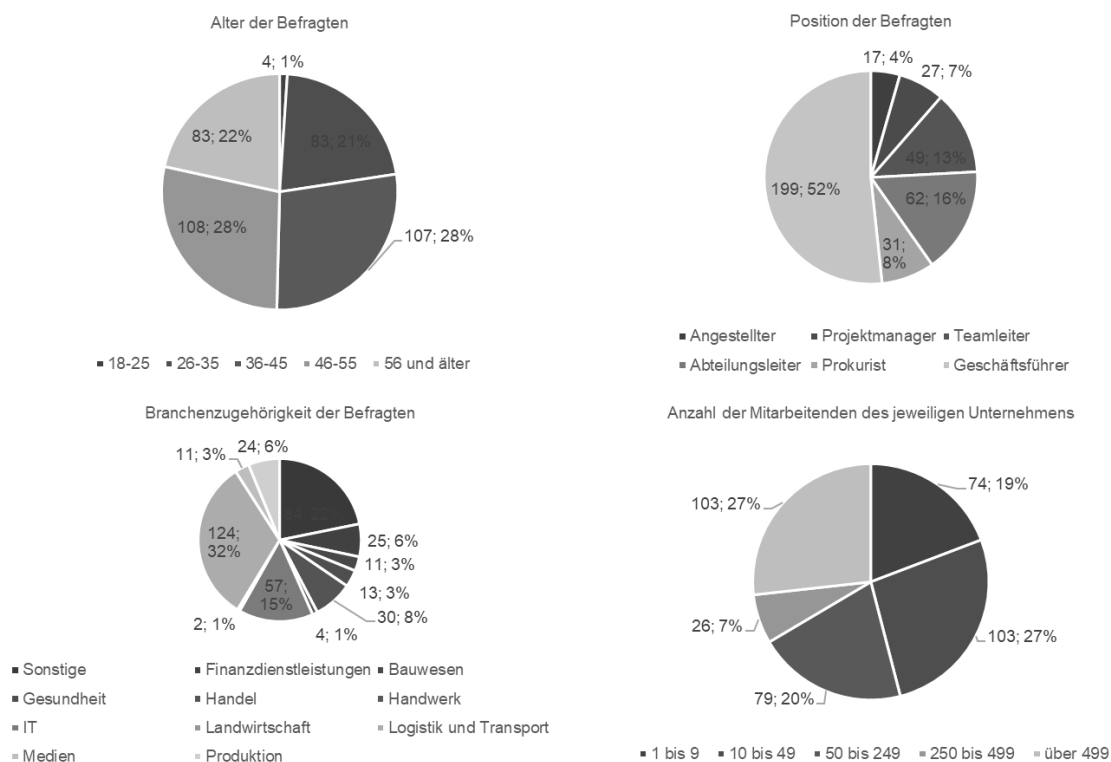 Alter der Befragten
4; 1%
83; 21%
107; 28%
108; 28%
83; 22%
■ 18-25 ■ 26-35 ■ 36-45 ■ 46-55 ■ 56 und älter
Position der Befragten
17; 4%
27; 7%
49; 13%
62; 16%
31;
8%
199; 52%
■ Angestellter ■ Projektmanager ■ Teamleiter
■ Abteilungsleiter ■ Prokurist ■ Geschäftsführer
Branchenzugehörigkeit der Befragten
84; 22%
25; 6%
11; 3%
13; 3%
30; 8%
4; 1%
57;
15%
2; 1%
124;
32%
11; 3%
24; 6%
■ Sonstige ■ Finanzdienstleistungen ■ Bauwesen
■ Gesundheit ■ Handel ■ Handwerk
■ IT ■ Landwirtschaft ■ Logistik und Transport
■ Medien ■ Produktion
Anzahl der Mitarbeitenden des jeweiligen Unternehmens
74; 19%
103; 27%
79; 20%
26; 7%
103; 27%
■ 1 bis 9 ■ 10 bis 49 ■ 50 bis 249 ■ 250 bis 499 ■ über 499